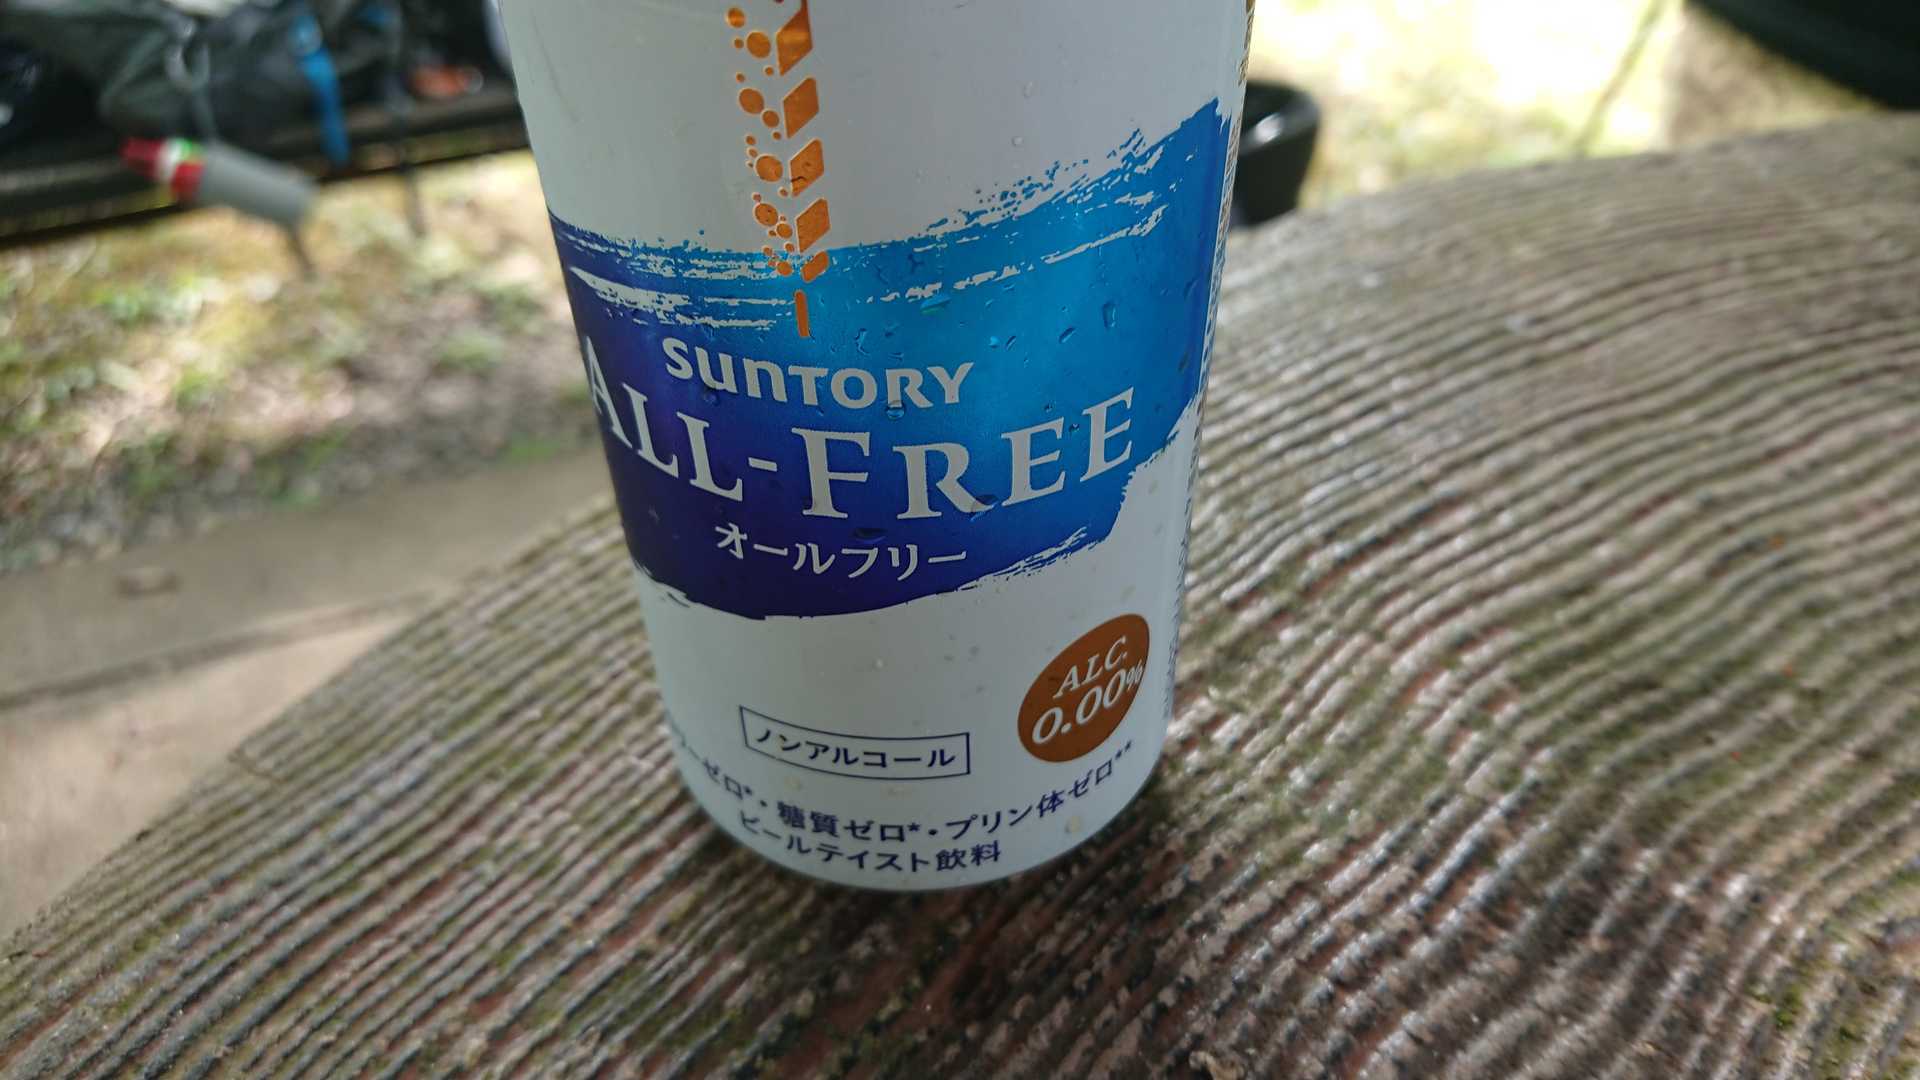 SUNTORY
ALL-FREE
オールフリー
ALC.
0.00%
ノンアルコール
ゼロ*・糖質ゼロ*・プリン体ゼロ**
ビールテイスト飲料